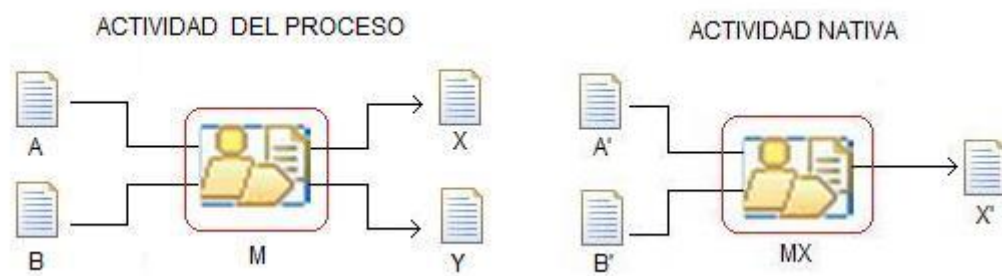 ACTIVIDAD DEL PROCESO
A
B
M
X
Y
ACTIVIDAD NATIVA
A'
B'
MX
X'